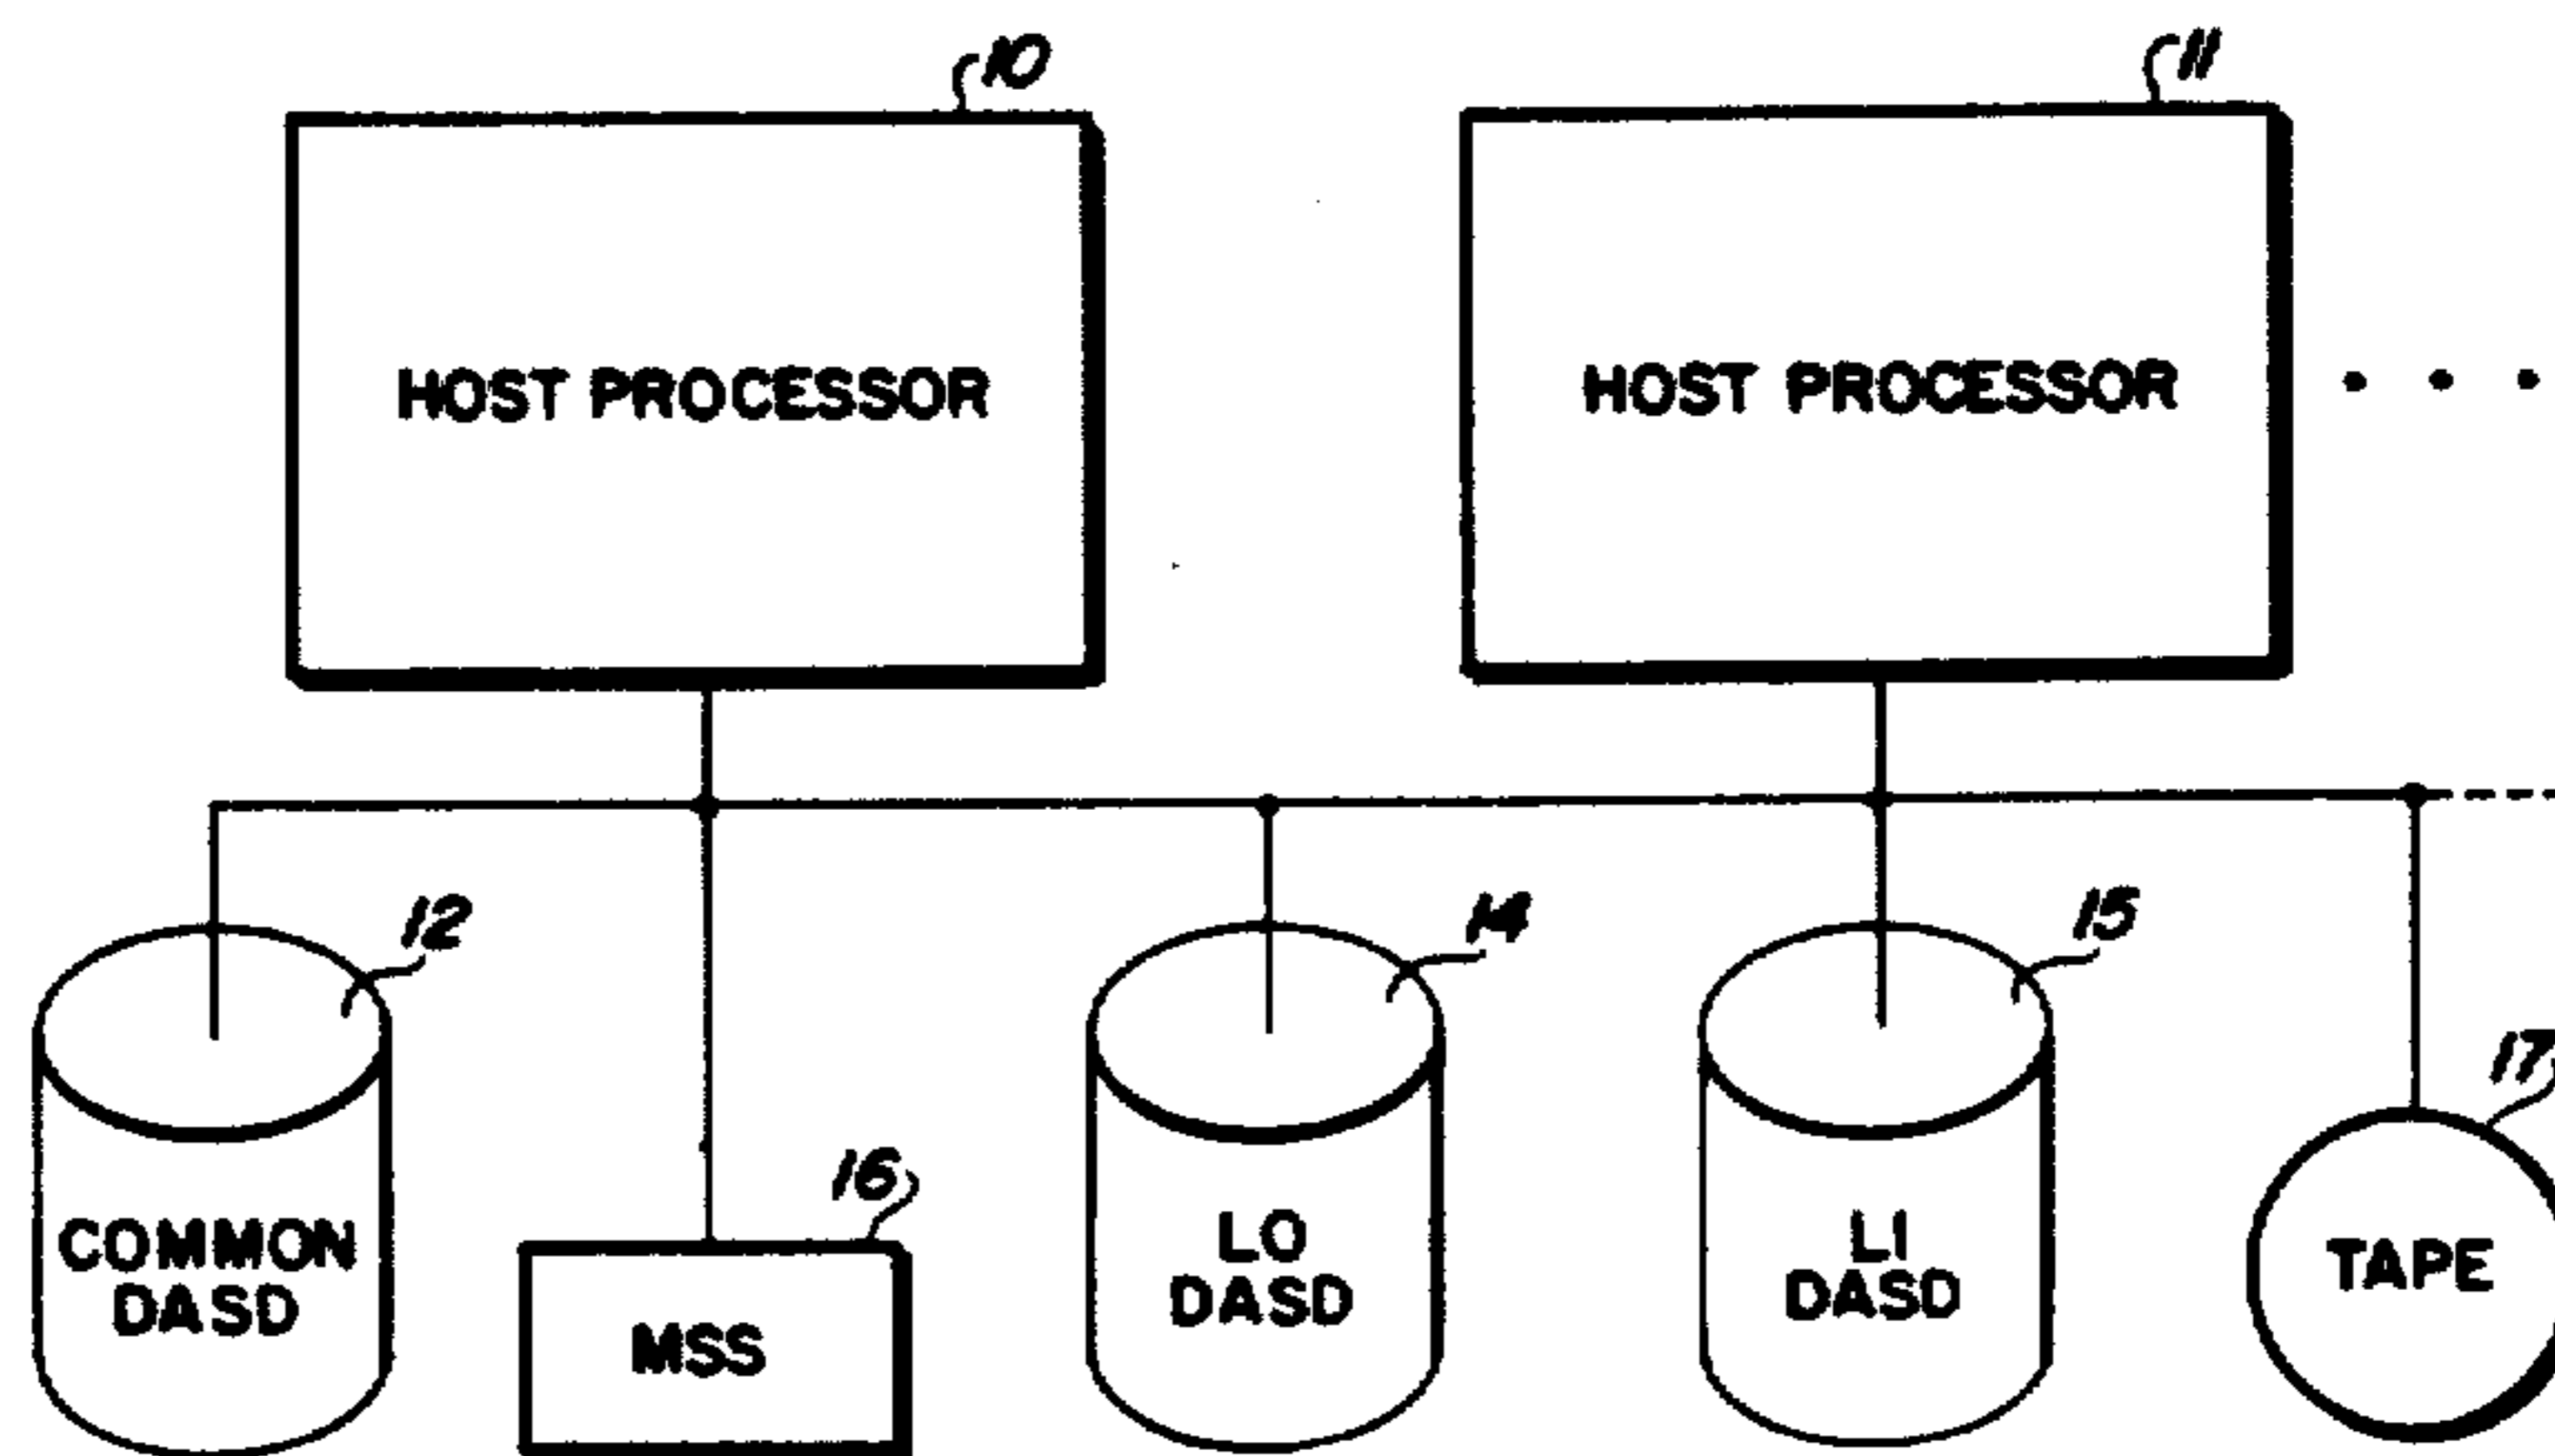 10
11
HOST PROCESSOR
HOST PROCESSOR
12
14
15
17
16
COMMON
DASD
MSS
LO
DASD
LI
DASD
TAPE